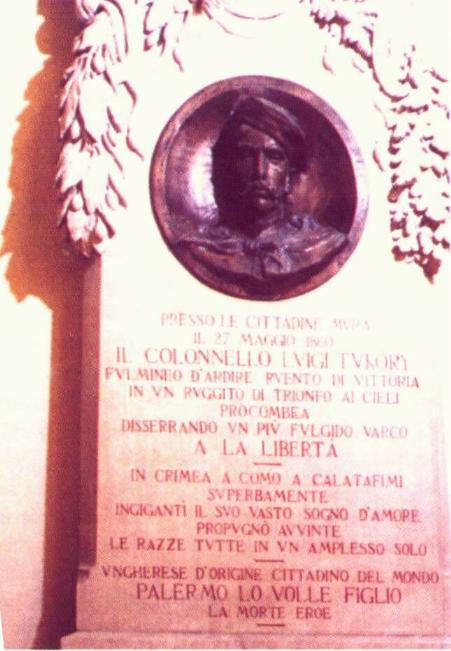 PRESSO LE CITTADINE MVRA
IL 27 MAGGIO 1860
IL COLONNELLO LVIGI TVKORY
FVLMINEO D'ARDIRE RVENTO DI VITTORIA
IN VN RVGGITO DI TRIONFO AI CIELI
PROCOMBEA
DISSERRANDO VN PIÙ FVLGIDO VARCO
A LA LIBERTÀ
IN CRIMEA A COMO A CALATAFIMI
SVPERBAMENTE
INGIGANTÌ IL SVO VASTO SOGNO D'AMORE
PROPVGNÒ AVVINTE
LE RAZZE TVTTE IN VN AMPLESSO SOLO
VNGHERESE D'ORIGINE CITTADINO DEL MONDO
PALERMO LO VOLLE FIGLIO
LA MORTE EROE